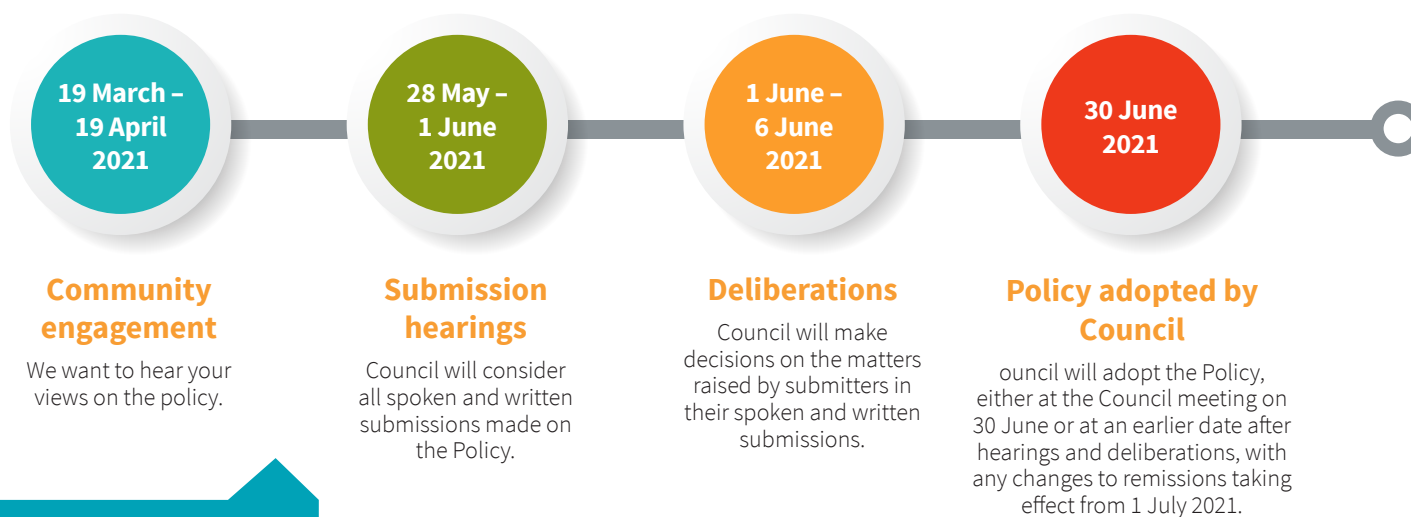 19 March –
19 April
2021
Community
engagement
We want to hear your
views on the policy.
28 May –
1 June
2021
Submission
hearings
Council will consider
all spoken and written
submissions made on
the Policy.
1 June –
6 June
2021
Deliberations
Council will make
decisions on the matters
raised by submitters in
their spoken and written
submissions.
30 June
2021
Policy adopted by
Council
ouncil will adopt the Policy,
either at the Council meeting on
30 June or at an earlier date after
hearings and deliberations, with
any changes to remissions taking
effect from 1 July 2021.